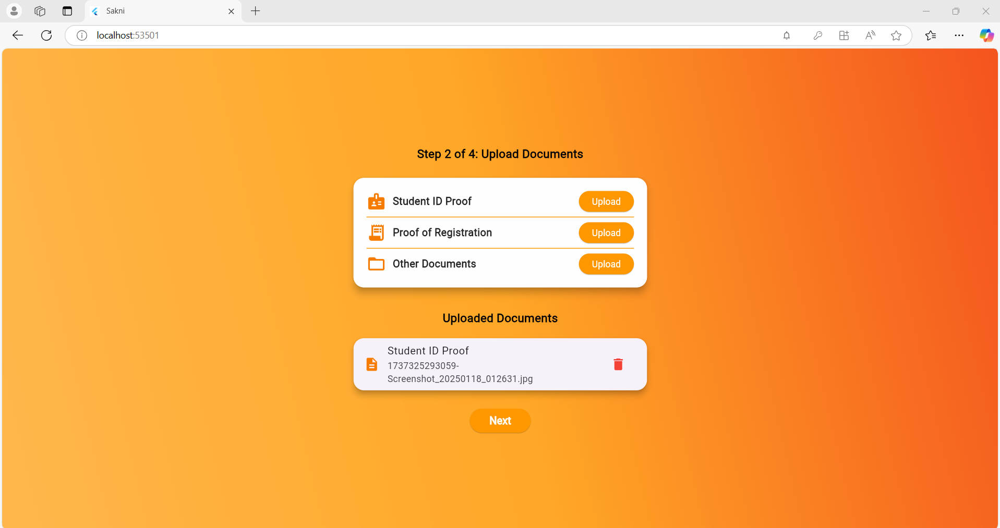 Sakni
localhost:53501
Step 2 of 4: Upload Documents
Student ID Proof
Upload
Proof of Registration
Upload
Other Documents
Upload
Uploaded Documents
Student ID Proof
1737325293059-
Screenshot_20250118_012631.jpg
Next